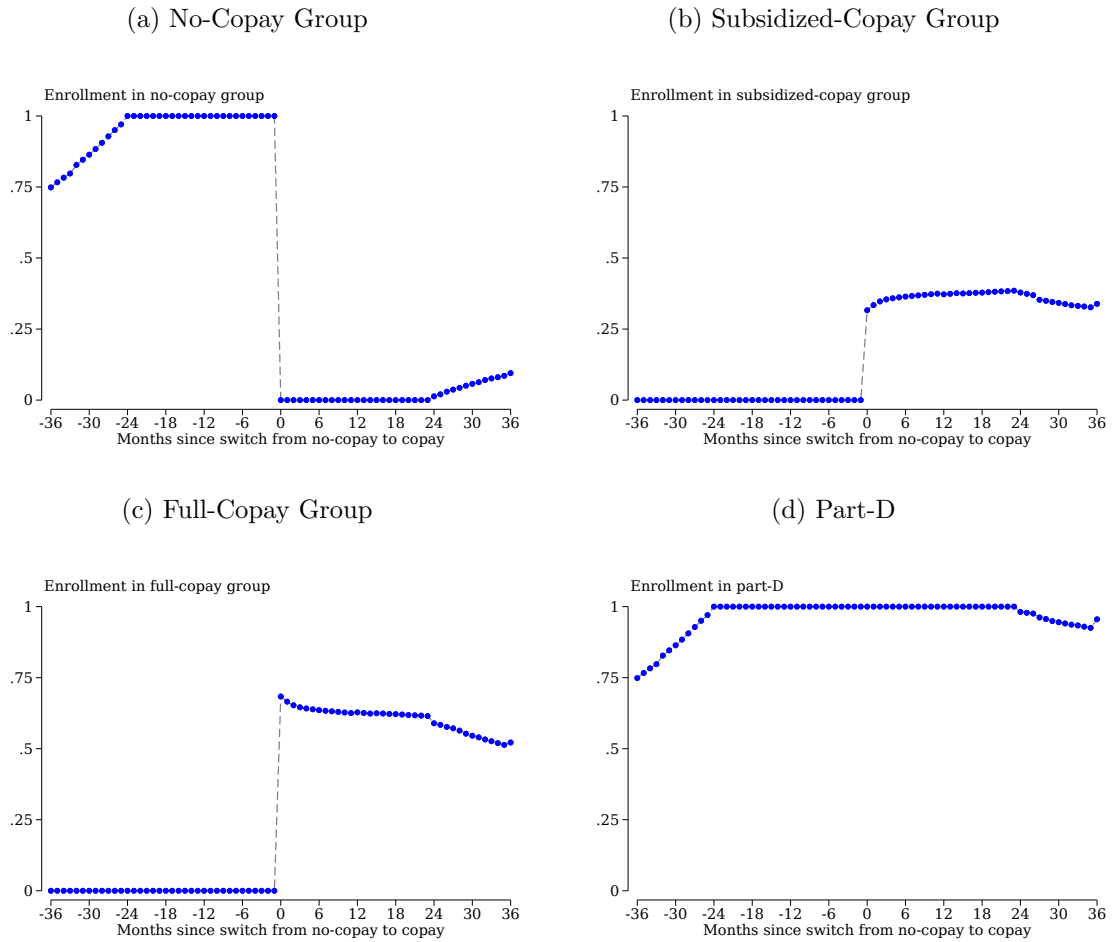 (a) No-Copay Group
Enrollment in no-copay group
1
.75
.5
.25
0
-36 -30 -24 -18 -12 -6 0 6 12 18 24 30 36
Months since switch from no-copay to copay
(b) Subsidized-Copay Group
Enrollment in subsidized-copay group
1
.75
.5
.25
0
-36 -30 -24 -18 -12 -6 0 6 12 18 24 30 36
Months since switch from no-copay to copay
(c) Full-Copay Group
Enrollment in full-copay group
1
.75
.5
.25
0
-36 -30 -24 -18 -12 -6 0 6 12 18 24 30 36
Months since switch from no-copay to copay
(d) Part-D
Enrollment in part-D
1
.75
.5
.25
0
-36 -30 -24 -18 -12 -6 0 6 12 18 24 30 36
Months since switch from no-copay to copay